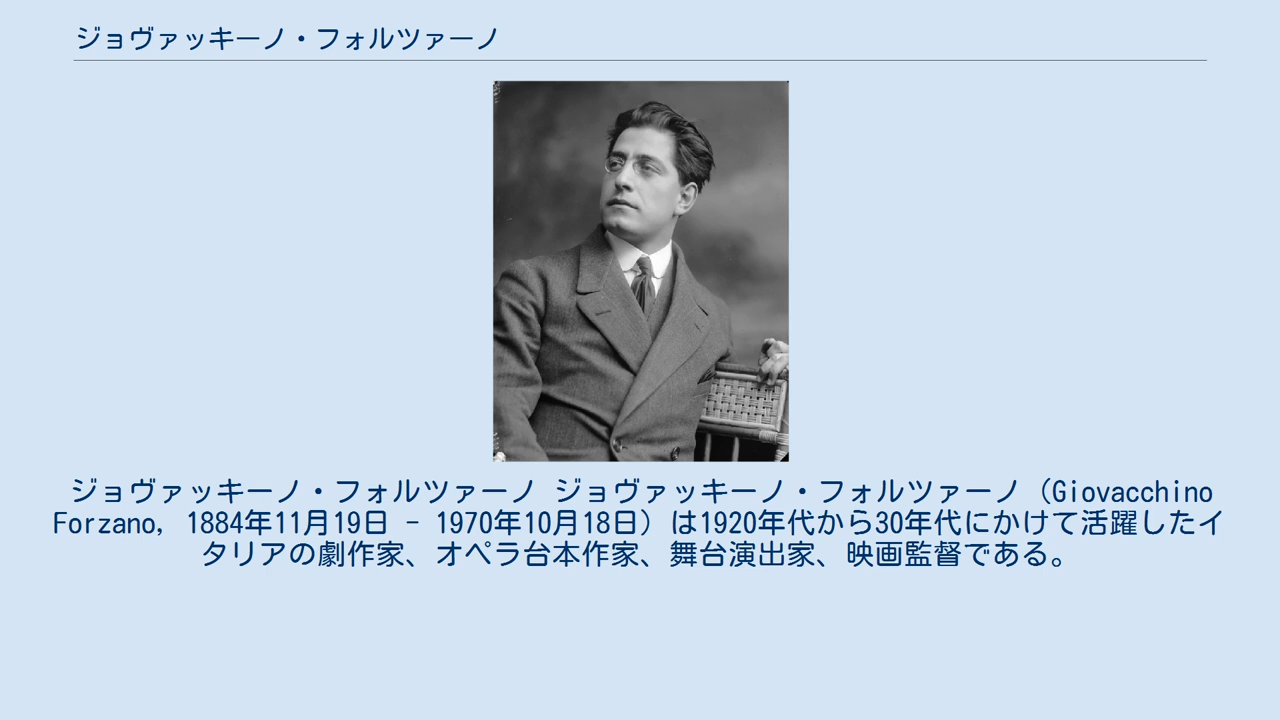 ジョヴァッキーノ・フォルツァーノ
ジョヴァッキーノ・フォルツァーノ ジョヴァッキーノ・フォルツァーノ（Giovacchino
Forzano, 1884年11月19日 - 1970年10月18日）は1920年代から30年代にかけて活躍したイ
タリアの劇作家、オペラ台本作家、舞台演出家、映画監督である。